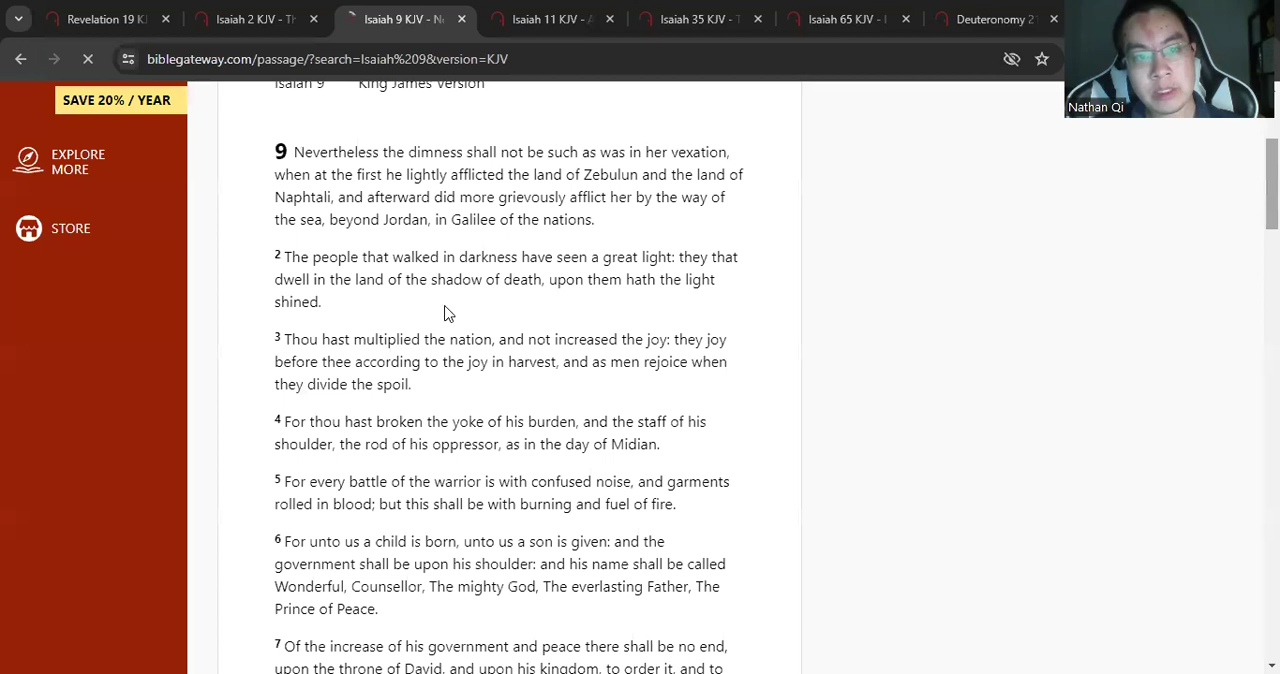 Revelation 19 KJ
Isaiah 2 KJV - Th
Isaiah 9 KJV - Ne
Isaiah 11 KJV - A
Isaiah 35 KJV - T
Isaiah 65 KJV -
Deuteronomy 2
biblegateway.com/passage/?search=Isaiah%209&version=KJV
Nathan Qi
SAVE 20% / YEAR
EXPLORE
MORE
STORE
Isaiah 9 King James Version
9 Nevertheless the dimness shall not be such as was in her vexation,
when at the first he lightly afflicted the land of Zebulun and the land of
Naphtali, and afterward did more grievously afflict her by the way of
the sea, beyond Jordan, in Galilee of the nations.
2 The people that walked in darkness have seen a great light: they that
dwell in the land of the shadow of death, upon them hath the light
shined.
3 Thou hast multiplied the nation, and not increased the joy: they joy
before thee according to the joy in harvest, and as men rejoice when
they divide the spoil.
4 For thou hast broken the yoke of his burden, and the staff of his
shoulder, the rod of his oppressor, as in the day of Midian.
5 For every battle of the warrior is with confused noise, and garments
rolled in blood; but this shall be with burning and fuel of fire.
6 For unto us a child is born, unto us a son is given: and the
government shall be upon his shoulder: and his name shall be called
Wonderful, Counsellor, The mighty God, The everlasting Father, The
Prince of Peace.
7 Of the increase of his government and peace there shall be no end,
upon the throne of David, and upon his kingdom, to order it, and to